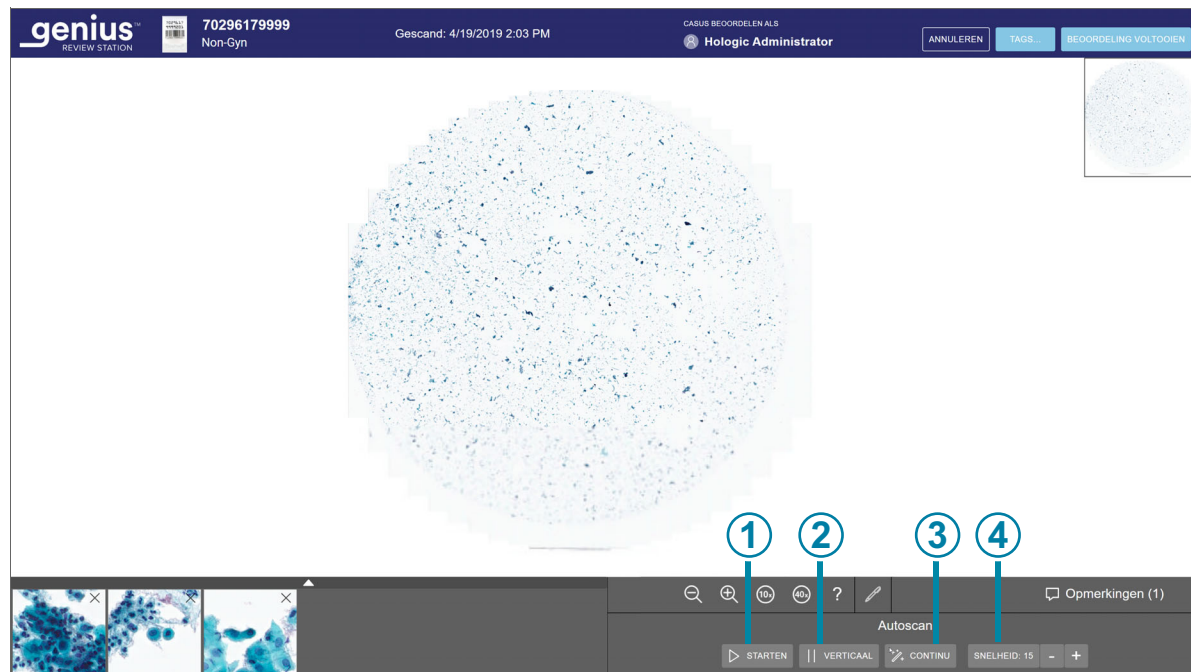 genius™
REVIEW STATION
70296179999
Non-Gyn
Gescand: 4/19/2019 2:03 PM
CASUS BEOORDELEN ALS
Hologic Administrator
ANNULEREN
TAGS...
BEOORDELING VOLTOOIEN
1
2
3
4
10x
40x
?
Opmerkingen (1)
Autoscan
STARTEN
VERTICAAL
CONTINU
SNELHEID: 15
-
+